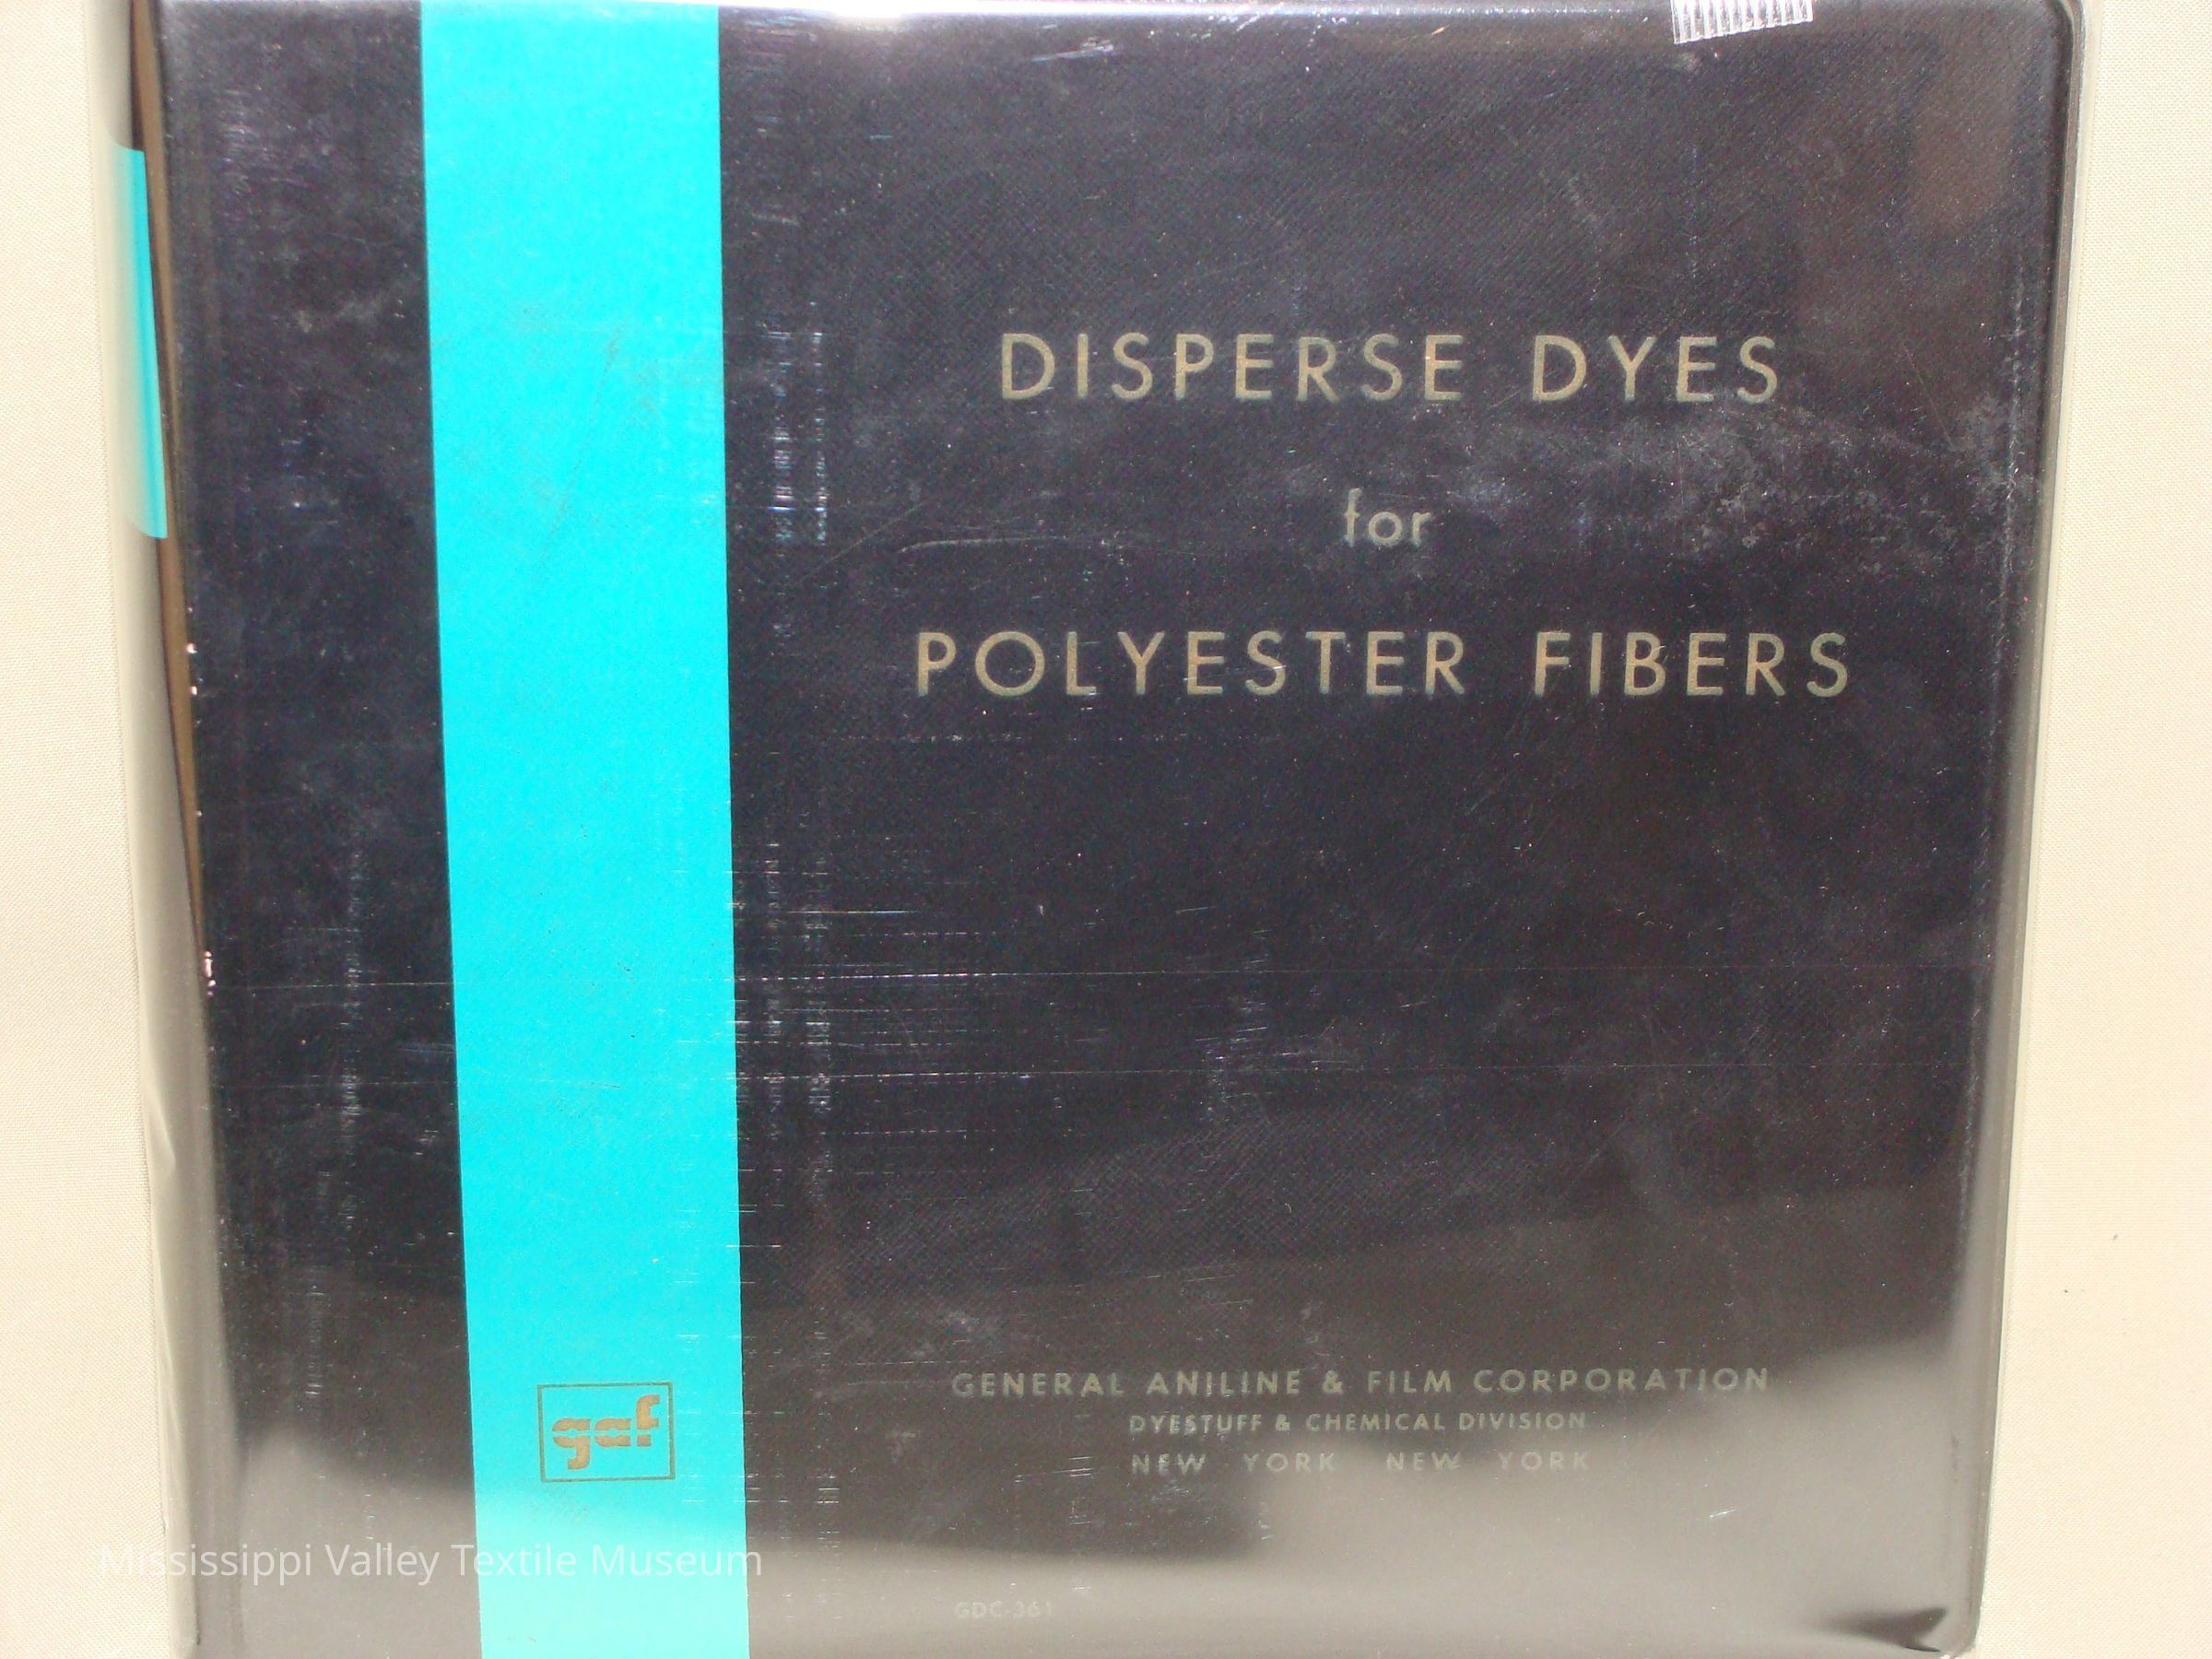 DISPERSE DYES
for
POLYESTER FIBERS
gaf
GENERAL ANILINE & FILM CORPORATION
DYESTUFF & CHEMICAL DIVISION
NEW YORK NEW YORK
Mississippi Valley Textile Museum
GDC-361